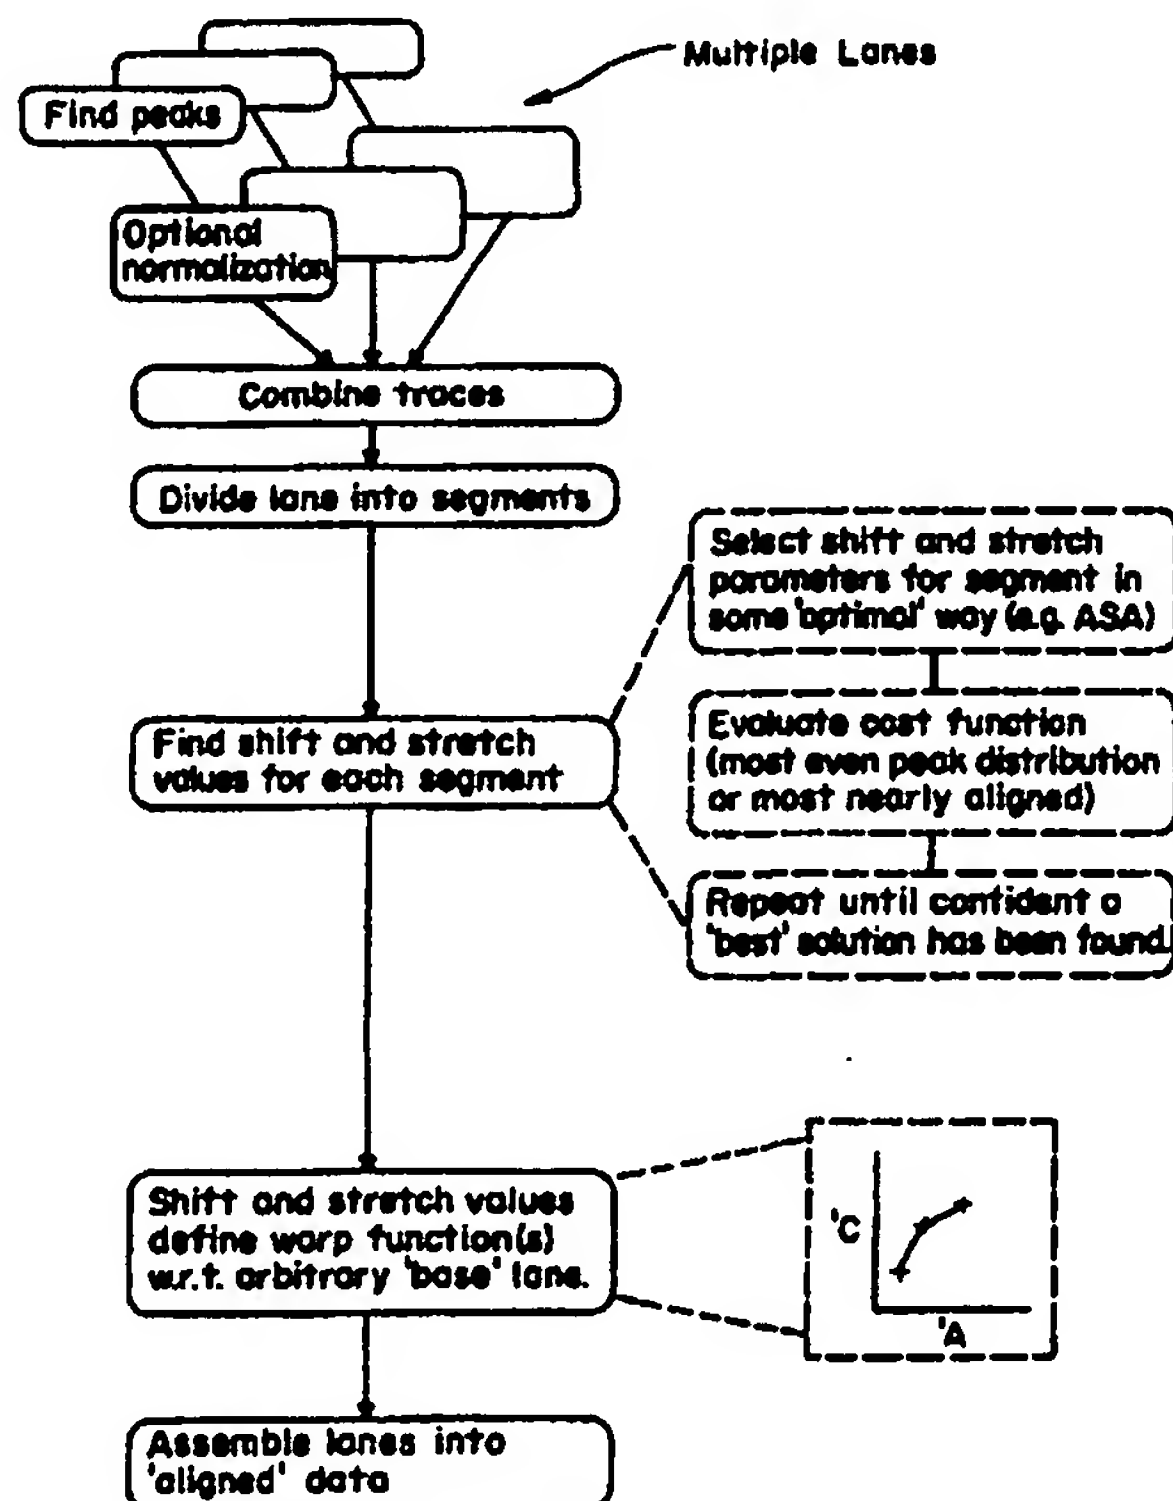 Multiple Lanes
Find peaks
Optional
normalization
Combine traces
Divide lane into segments
Select shift and stretch
parameters for segment in
some 'optimal' way (e.g. ASA)
Find shift and stretch
values for each segment
Evaluate cost function
(most even peak distribution
or most nearly aligned)
Repeat until confident a
'best' solution has been found.
Shift and stretch values
define warp function(s)
w.r.t. arbitrary 'base' lane.
'C
'A
Assemble lanes into
'aligned' data